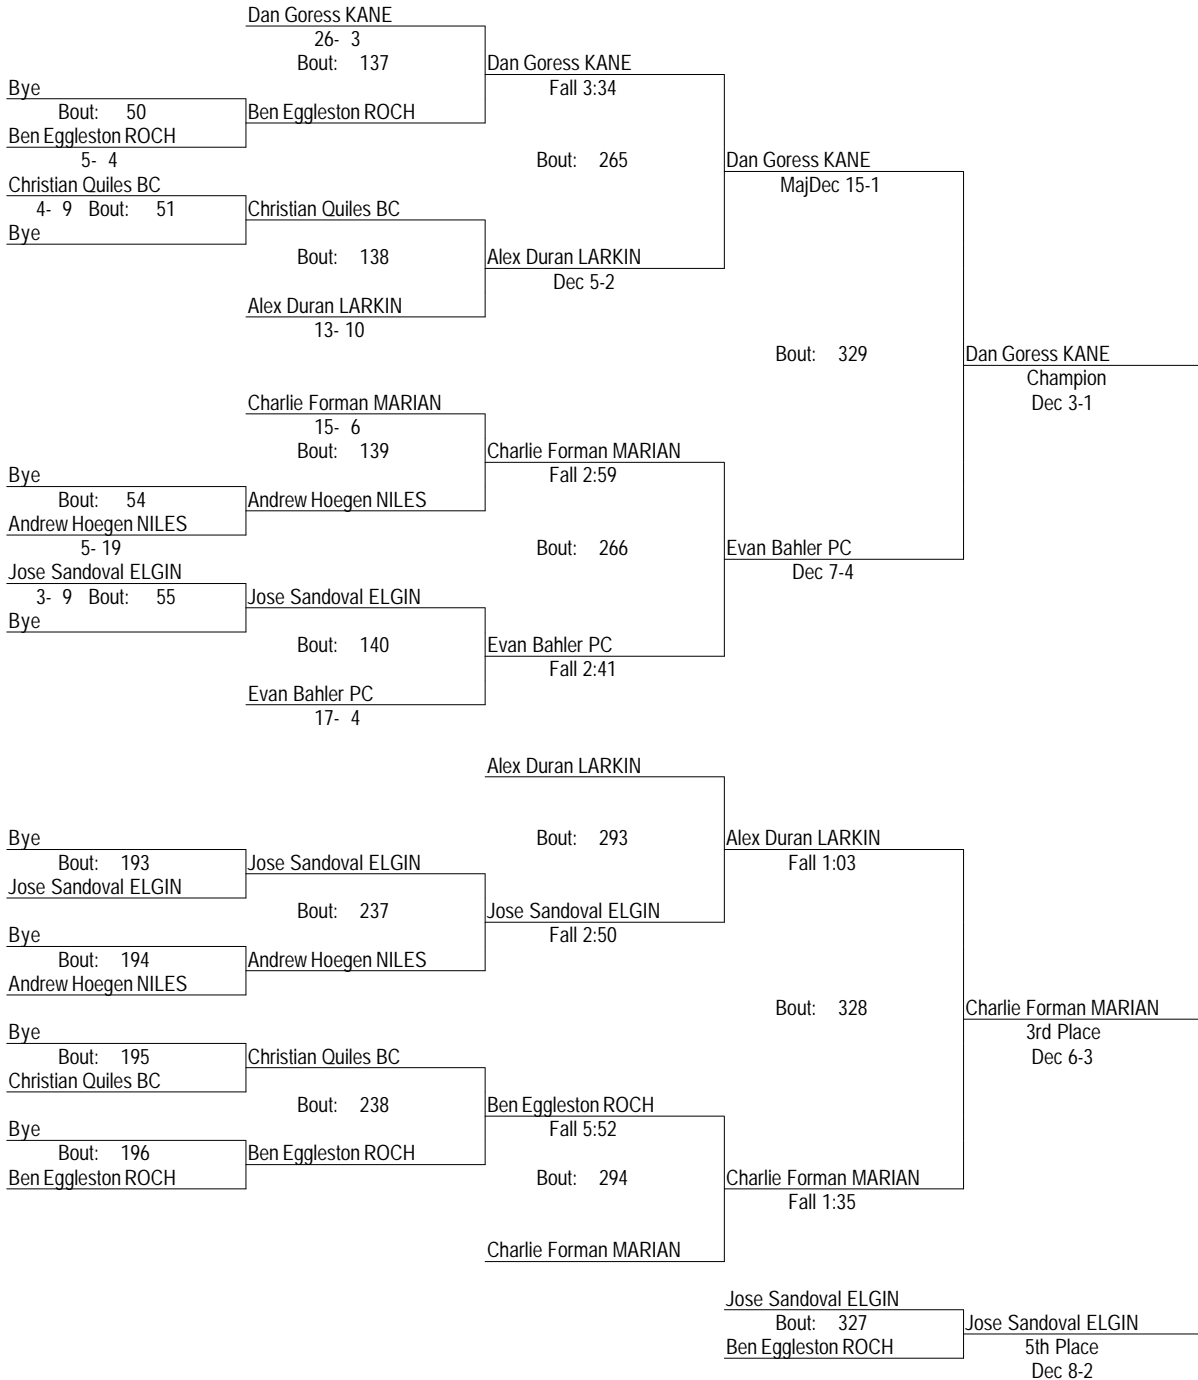 Dan Goress KANE
26- 3
Bout: 137
Dan Goress KANE
Fall 3:34
Bye
Bout: 50
Ben Eggleston ROCH
Ben Eggleston ROCH
5- 4
Bout: 265
Dan Goress KANE
MajDec 15-1
Christian Quiles BC
4- 9 Bout: 51
Christian Quiles BC
Bye
Bout: 138
Alex Duran LARKIN
Dec 5-2
Alex Duran LARKIN
13- 10
Bout: 329
Dan Goress KANE
Champion
Dec 3-1
Charlie Forman MARIAN
15- 6
Bout: 139
Charlie Forman MARIAN
Fall 2:59
Bye
Bout: 54
Andrew Hoegen NILES
Andrew Hoegen NILES
5- 19
Bout: 266
Evan Bahler PC
Dec 7-4
Jose Sandoval ELGIN
3- 9 Bout: 55
Jose Sandoval ELGIN
Bye
Bout: 140
Evan Bahler PC
Fall 2:41
Evan Bahler PC
17- 4
Alex Duran LARKIN
Bye
Bout: 293
Alex Duran LARKIN
Fall 1:03
Bout: 193
Jose Sandoval ELGIN
Jose Sandoval ELGIN
Bout: 237
Jose Sandoval ELGIN
Fall 2:50
Bye
Bout: 194
Andrew Hoegen NILES
Andrew Hoegen NILES
Bout: 328
Charlie Forman MARIAN
3rd Place
Dec 6-3
Bye
Bout: 195
Christian Quiles BC
Christian Quiles BC
Bout: 238
Ben Eggleston ROCH
Fall 5:52
Bye
Bout: 196
Ben Eggleston ROCH
Ben Eggleston ROCH
Bout: 294
Charlie Forman MARIAN
Fall 1:35
Charlie Forman MARIAN
Jose Sandoval ELGIN
Bout: 327
Jose Sandoval ELGIN
Ben Eggleston ROCH
5th Place
Dec 8-2